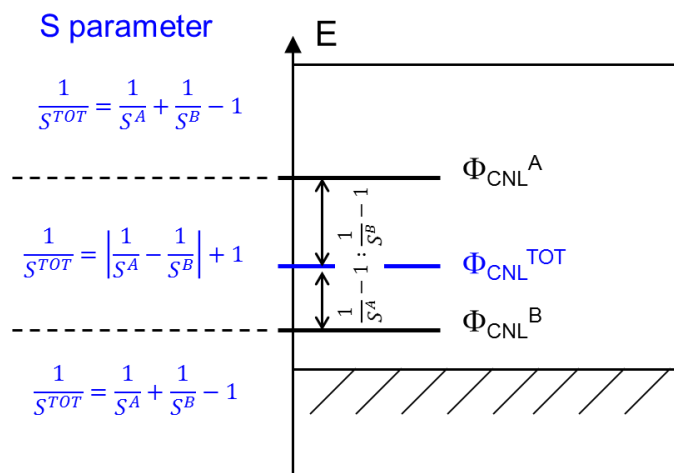 S parameter
E
1/S^TOT = 1/S^A + 1/S^B − 1
Φ_CNL^A
1/S^TOT = |1/S^A − 1/S^B| + 1
1/S^A − 1 : 1/S^B − 1
Φ_CNL^TOT
Φ_CNL^B
1/S^TOT = 1/S^A + 1/S^B − 1